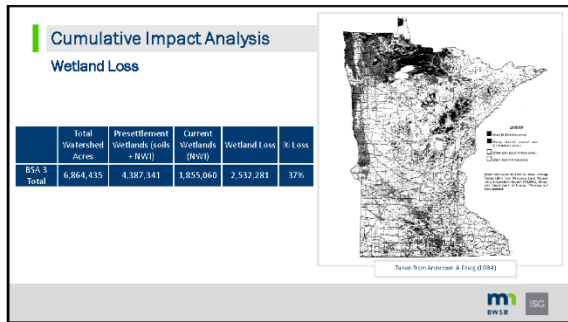 Cumulative Impact Analysis
Wetland Loss
Total Watershed Acres Presettlement Wetlands (soils + NWI) Current Wetlands (NWI) Wetland Loss % Loss
BSA 3 Total 6,864,435 4,387,341 1,855,060 2,532,281 37%
Taken from Anderson & Craig (1984)
BWSR
ISG